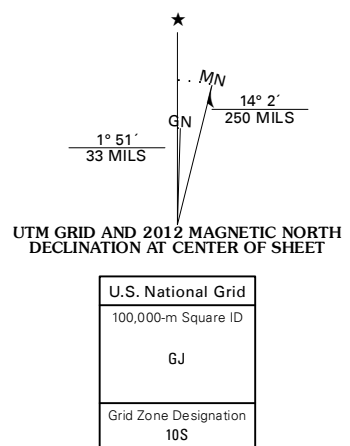 ★
MN
GN
14° 2´
250 MILS
1° 51´
33 MILS
UTM GRID AND 2012 MAGNETIC NORTH
DECLINATION AT CENTER OF SHEET
U.S. National Grid
100,000-m Square ID
GJ
Grid Zone Designation
10S